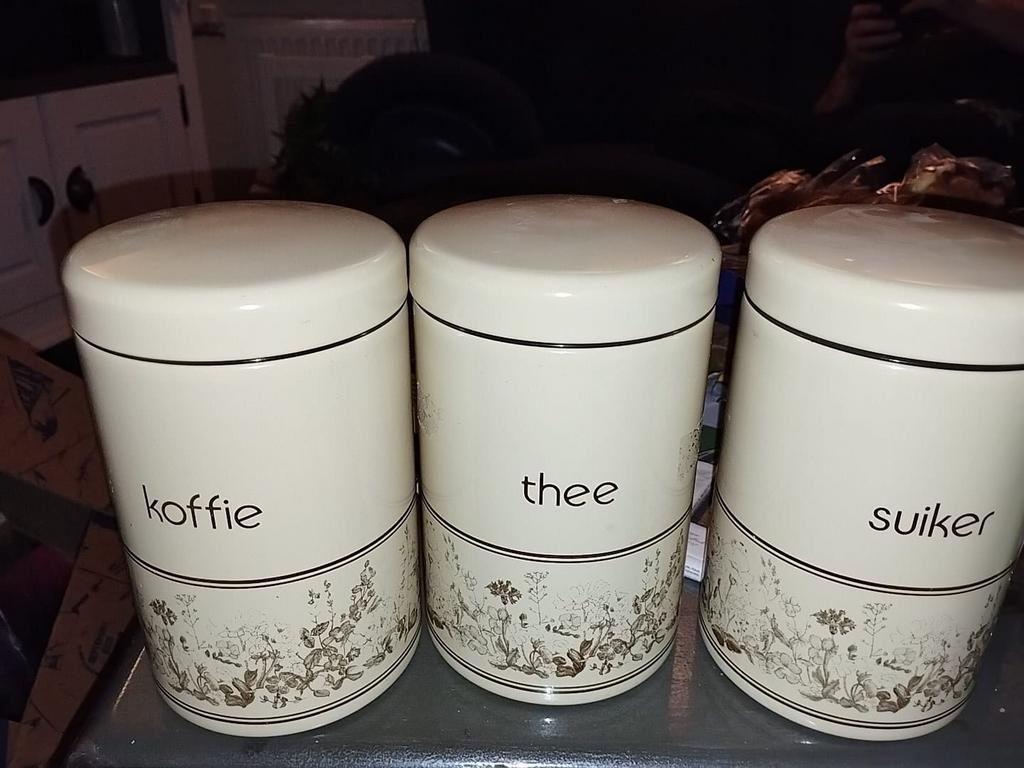 koffie
thee
suiker